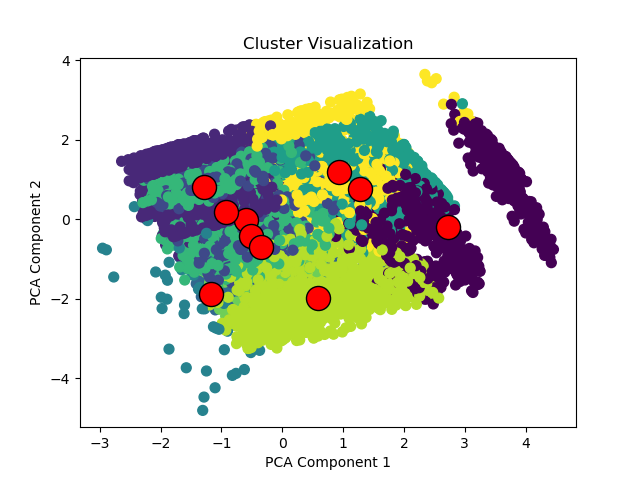 Cluster Visualization
4
2
0
−2
−4
PCA Component 2
−3 −2 −1 0 1 2 3 4
PCA Component 1